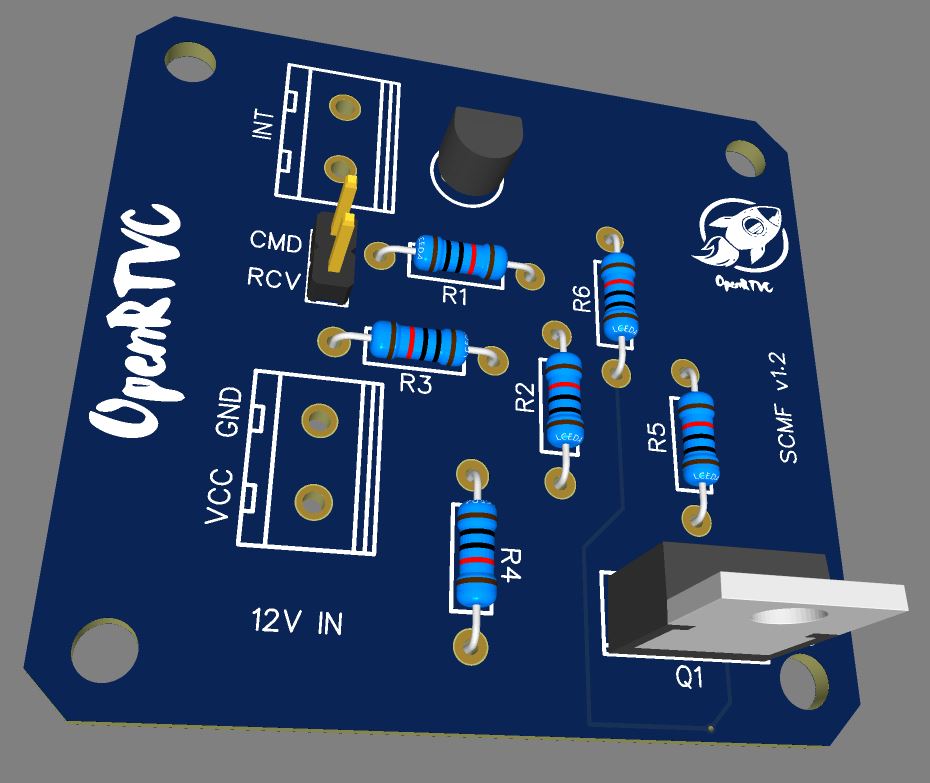 INT
CMD
RCV
R1
R6
OpenRTVC
OpenRTVC
R3
R2
GND
VCC
R5
SCMF v1.2
R4
12V IN
Q1